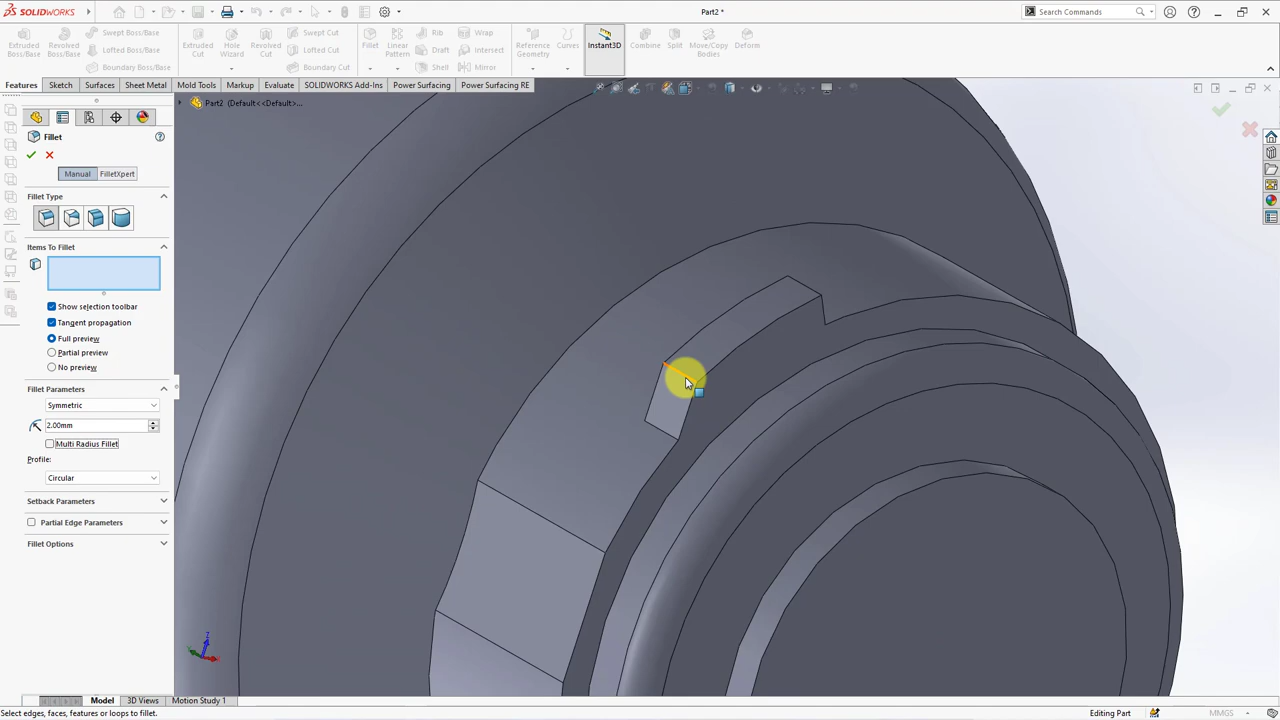 SOLIDWORKS
Part2 *
Search Commands
Extruded Boss/Base
Revolved Boss/Base
Swept Boss/Base
Lofted Boss/Base
Boundary Boss/Base
Extruded Cut
Hole Wizard
Revolved Cut
Swept Cut
Lofted Cut
Boundary Cut
Fillet
Linear Pattern
Rib
Draft
Shell
Wrap
Intersect
Mirror
Reference Geometry
Curves
Instant3D
Combine
Split
Move/Copy Bodies
Deform
Features
Sketch
Surfaces
Sheet Metal
Mold Tools
Markup
Evaluate
SOLIDWORKS Add-Ins
Power Surfacing
Power Surfacing RE
Part2 (Default<<Default>...
Fillet
Manual
FilletXpert
Fillet Type
Items To Fillet
Show selection toolbar
Tangent propagation
Full preview
Partial preview
No preview
Fillet Parameters
Symmetric
2.00mm
Multi Radius Fillet
Profile:
Circular
Setback Parameters
Partial Edge Parameters
Fillet Options
Z
X
Model
3D Views
Motion Study 1
Select edges, faces, features or loops to fillet.
Editing Part
MMGS